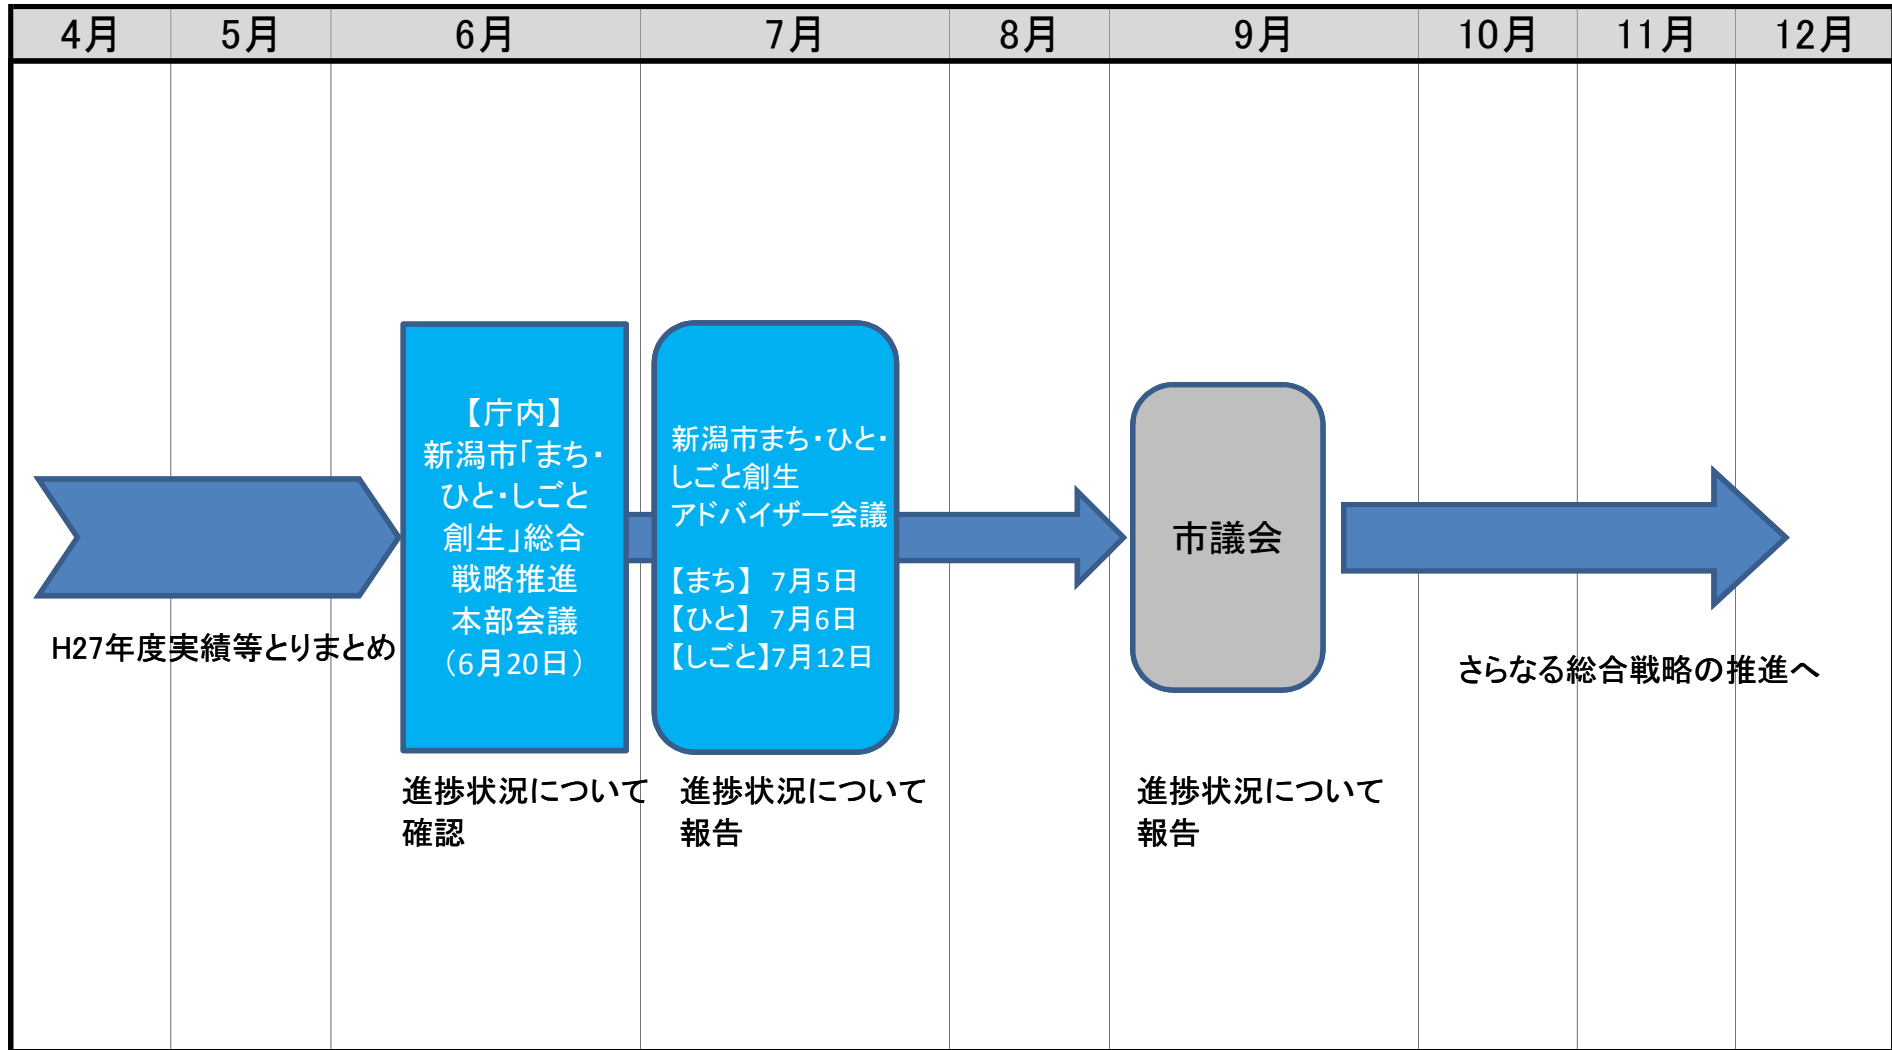 4月 5月 6月 7月 8月 9月 10月 11月 12月
H27年度実績等とりまとめ
【庁内】
新潟市「まち・
ひと・しごと
創生」総合
戦略推進
本部会議
（6月20日）
進捗状況について
確認
新潟市まち・ひと・
しごと創生
アドバイザー会議
【まち】 7月5日
【ひと】 7月6日
【しごと】7月12日
進捗状況について
報告
市議会
進捗状況について
報告
さらなる総合戦略の推進へ